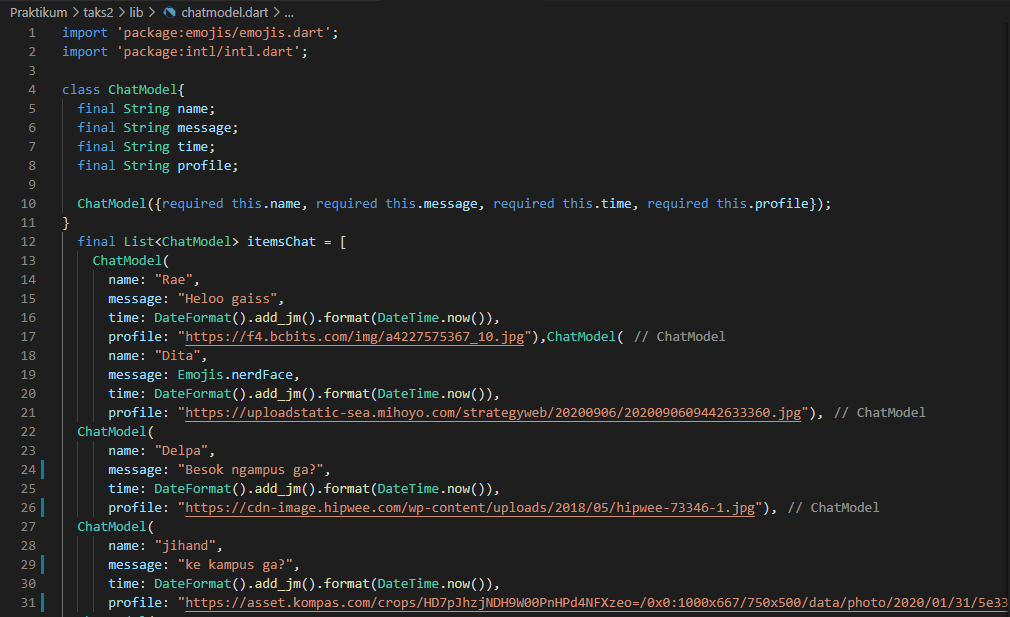 Praktikum > taks2 > lib > chatmodel.dart > ...
1 import 'package:emojis/emojis.dart';
2 import 'package:intl/intl.dart';
3
4 class ChatModel{
5 final String name;
6 final String message;
7 final String time;
8 final String profile;
9
10 ChatModel({required this.name, required this.message, required this.time, required this.profile});
11 }
12 final List<ChatModel> itemsChat = [
13 ChatModel(
14 name: "Rae",
15 message: "Heloo gaiss",
16 time: DateFormat().add_jm().format(DateTime.now()),
17 profile: "https://f4.bcbits.com/img/a4227575367_10.jpg"),ChatModel( // ChatModel
18 name: "Dita",
19 message: Emojis.nerdFace,
20 time: DateFormat().add_jm().format(DateTime.now()),
21 profile: "https://uploadstatic-sea.mihoyo.com/strategyweb/20200906/2020090609442633360.jpg"), // ChatModel
22 ChatModel(
23 name: "Delpa",
24 message: "Besok ngampus ga?",
25 time: DateFormat().add_jm().format(DateTime.now()),
26 profile: "https://cdn-image.hipwee.com/wp-content/uploads/2018/05/hipwee-73346-1.jpg"), // ChatModel
27 ChatModel(
28 name: "jihand",
29 message: "ke kampus ga?",
30 time: DateFormat().add_jm().format(DateTime.now()),
31 profile: "https://asset.kompas.com/crops/HD7pJhzjNDH9W00PnHPd4NFXzeo=/0x0:1000x667/750x500/data/photo/2020/01/31/5e33